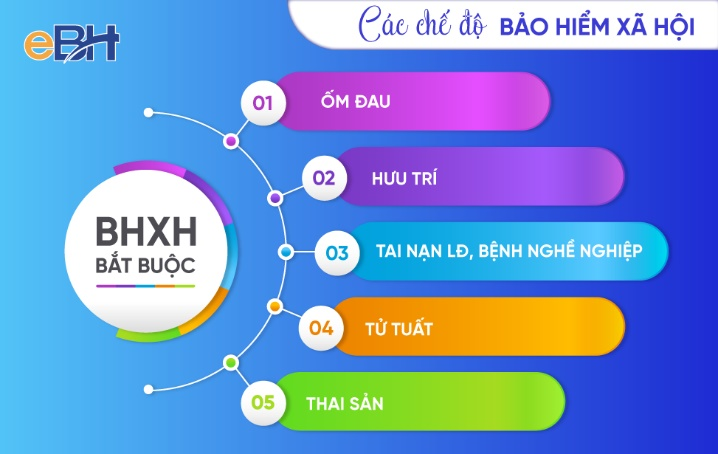 eBH
Các chế độ BẢO HIỂM XÃ HỘI
BHXH
BẮT BUỘC
01 ỐM ĐAU
02 HƯU TRÍ
03 TAI NẠN LĐ, BỆNH NGHỀ NGHIỆP
04 TỬ TUẤT
05 THAI SẢN